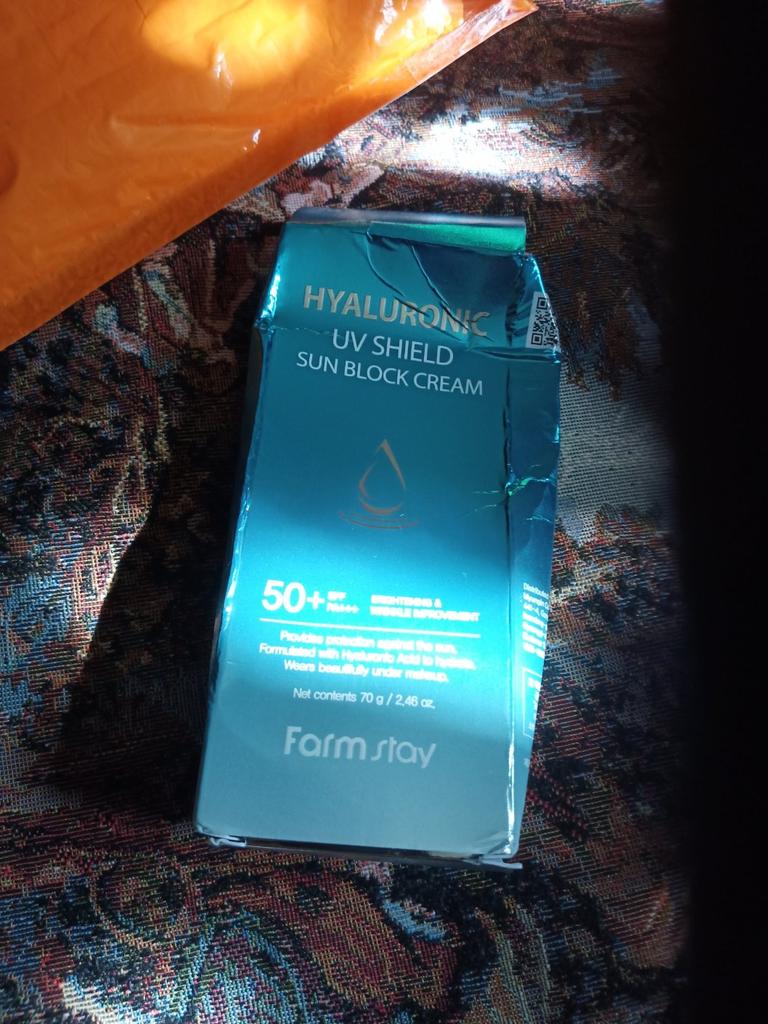 HYALURONIC
UV SHIELD
SUN BLOCK CREAM
50+ SPF
PA+++
BRIGHTENING &
WRINKLE IMPROVEMENT
Provides protection against the sun.
Formulated with Hyaluronic Acid to hydrate.
Wears beautifully under makeup.
Net contents 70 g / 2,46 oz.
Farmstay
Distributed